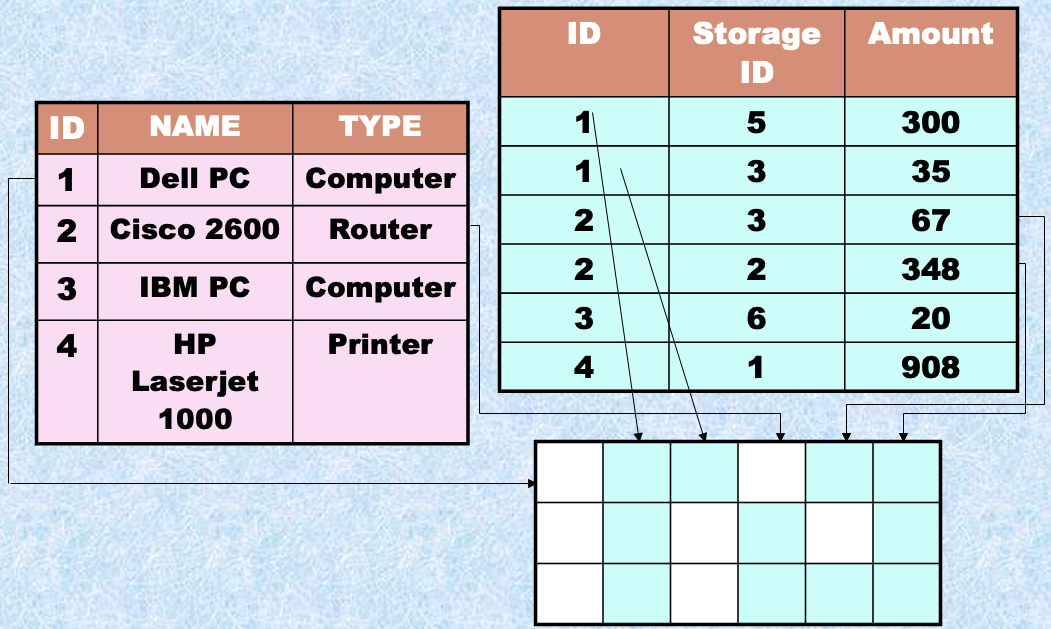 ID NAME TYPE
1 Dell PC Computer
2 Cisco 2600 Router
3 IBM PC Computer
4 HP Printer
Laserjet
1000
ID Storage Amount
ID
1 5 300
1 3 35
2 3 67
2 2 348
3 6 20
4 1 908